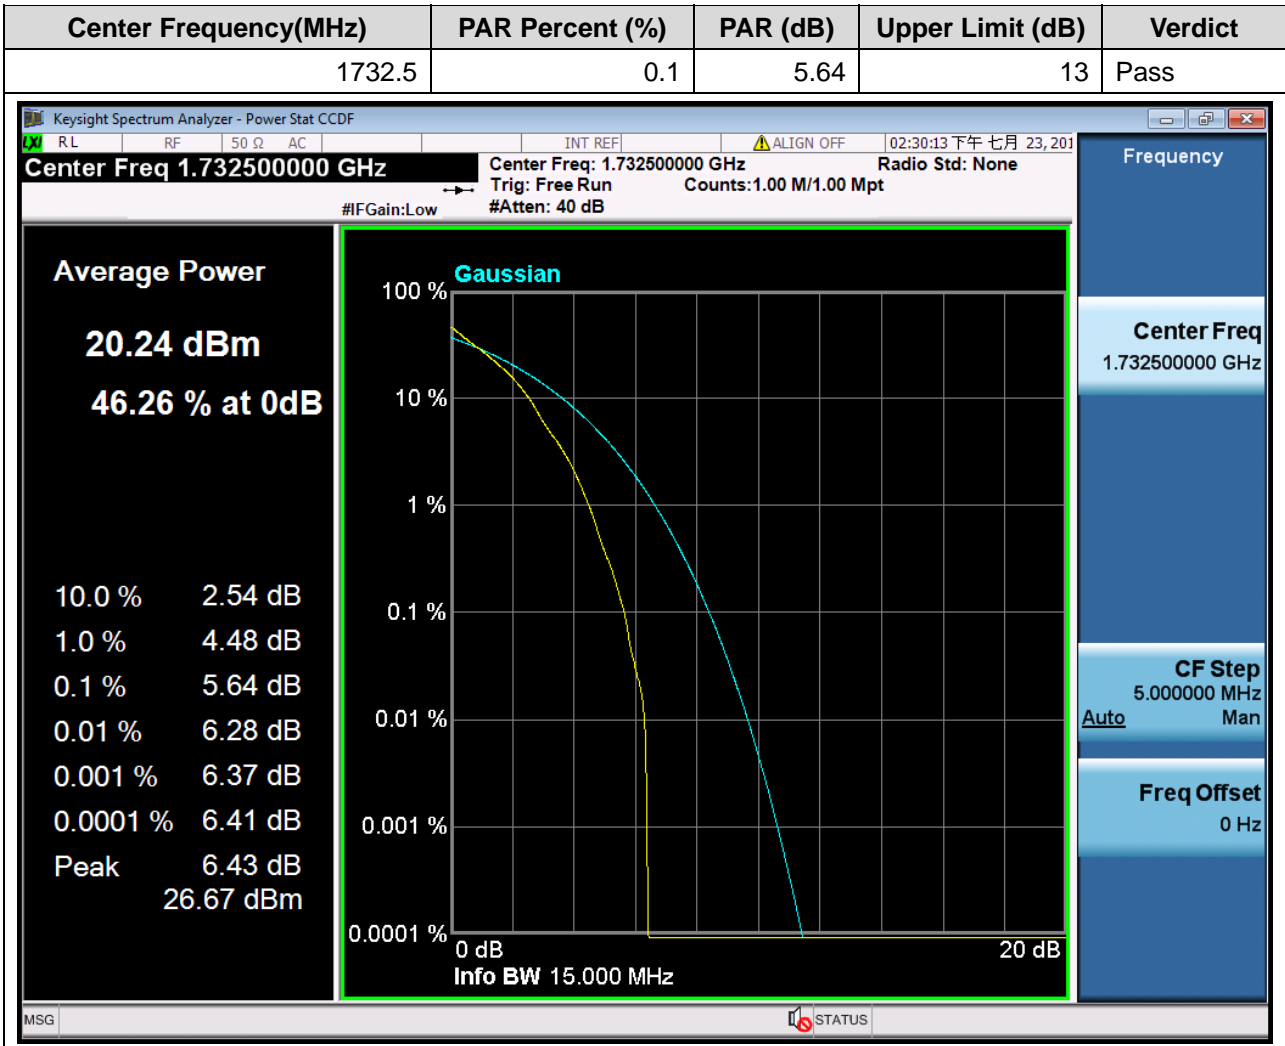 Center Frequency(MHz) PAR Percent (%) PAR (dB) Upper Limit (dB) Verdict
1732.5 0.1 5.64 13 Pass
Keysight Spectrum Analyzer - Power Stat CCDF
LXI RL RF 50 Ω AC INT REF ALIGN OFF 02:30:13 下午 七月 23, 201
Center Freq 1.732500000 GHz
Center Freq: 1.732500000 GHz Radio Std: None
Trig: Free Run Counts:1.00 M/1.00 Mpt
#IFGain:Low #Atten: 40 dB
Average Power
20.24 dBm
46.26 % at 0dB
10.0 % 2.54 dB
1.0 % 4.48 dB
0.1 % 5.64 dB
0.01 % 6.28 dB
0.001 % 6.37 dB
0.0001 % 6.41 dB
Peak 6.43 dB
26.67 dBm
Gaussian
100 %
10 %
1 %
0.1 %
0.01 %
0.001 %
0.0001 %
0 dB 20 dB
Info BW 15.000 MHz
Frequency
Center Freq
1.732500000 GHz
CF Step
5.000000 MHz
Auto Man
Freq Offset
0 Hz
MSG STATUS